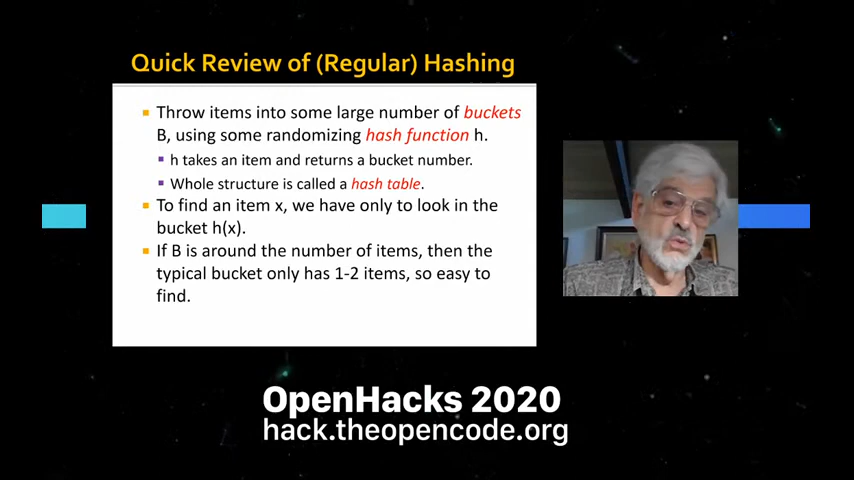 Quick Review of (Regular) Hashing
Throw items into some large number of buckets
B, using some randomizing hash function h.
h takes an item and returns a bucket number.
Whole structure is called a hash table.
To find an item x, we have only to look in the
bucket h(x).
If B is around the number of items, then the
typical bucket only has 1-2 items, so easy to
find.
OpenHacks 2020
hack.theopencode.org